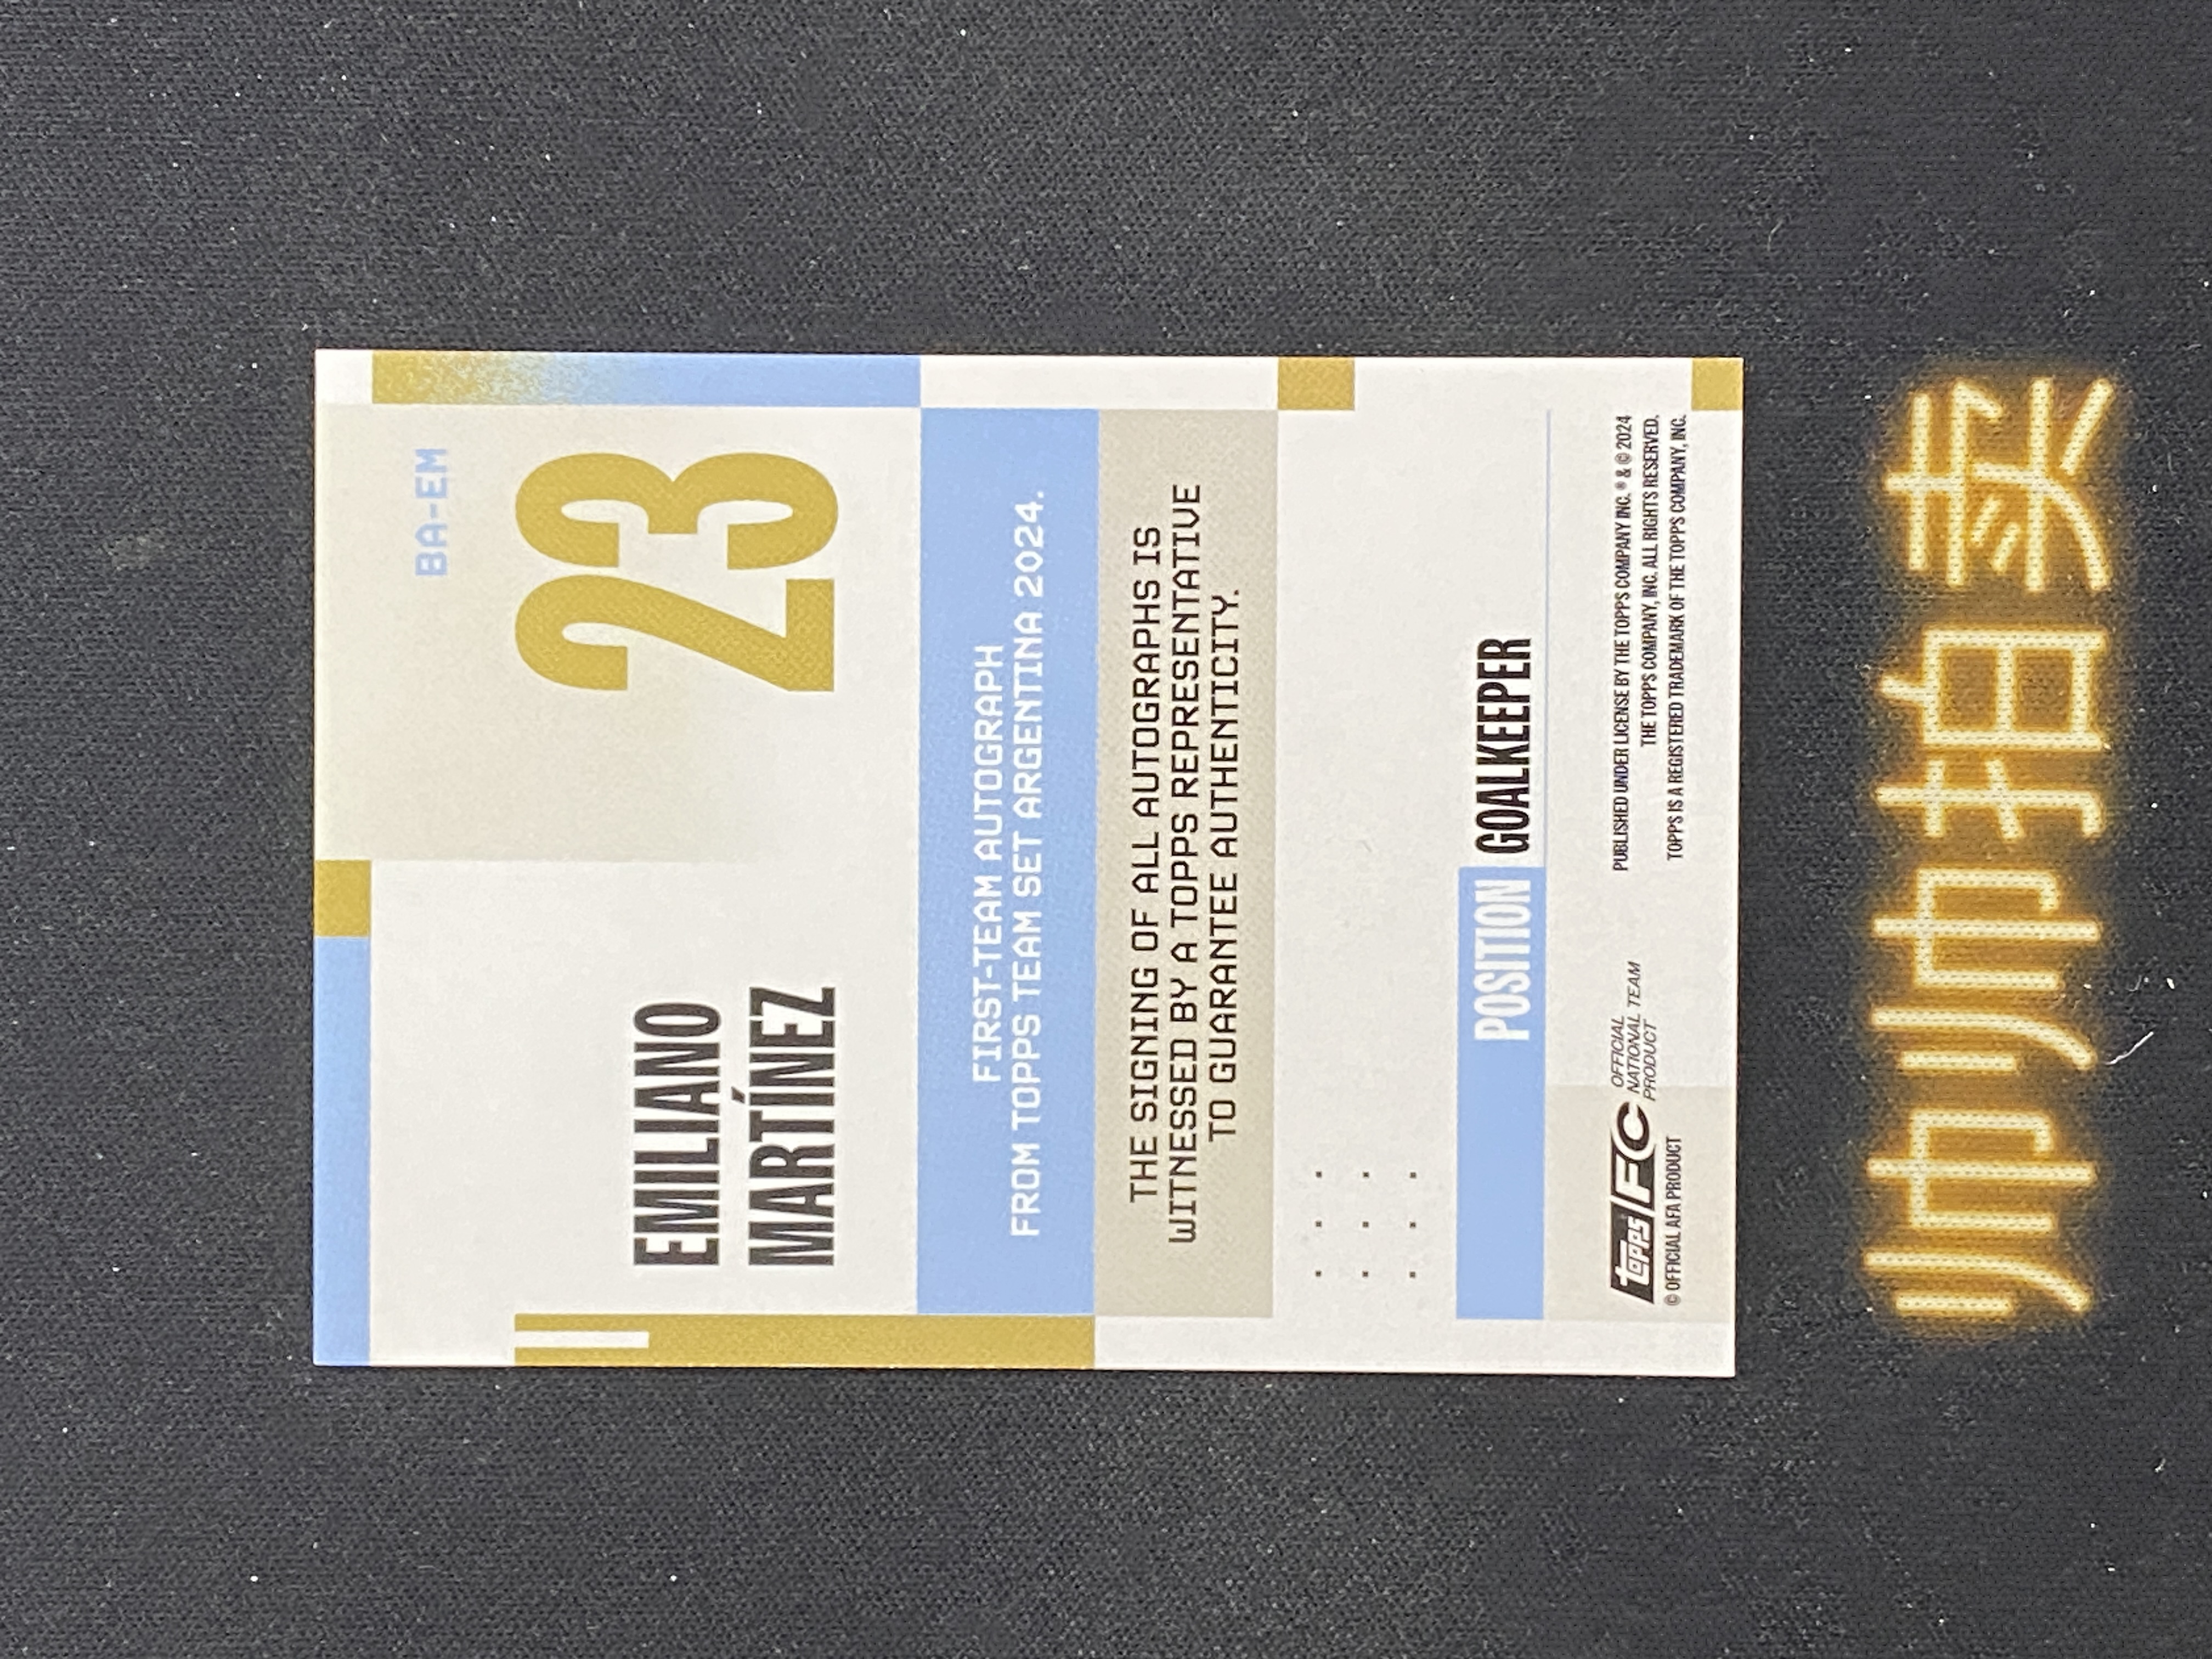 BA-EM
EMILIANO
MARTÍNEZ
23
FIRST-TEAM AUTOGRAPH
FROM TOPPS TEAM SET ARGENTINA 2024.
THE SIGNING OF ALL AUTOGRAPHS IS
WITNESSED BY A TOPPS REPRESENTATIVE
TO GUARANTEE AUTHENTICITY.
POSITION GOALKEEPER
topps FC
OFFICIAL
NATIONAL TEAM
PRODUCT
© OFFICIAL AFA PRODUCT
PUBLISHED UNDER LICENSE BY THE TOPPS COMPANY INC. ® & © 2024
THE TOPPS COMPANY, INC. ALL RIGHTS RESERVED.
TOPPS IS A REGISTERED TRADEMARK OF THE TOPPS COMPANY, INC.
帅帅拍卖